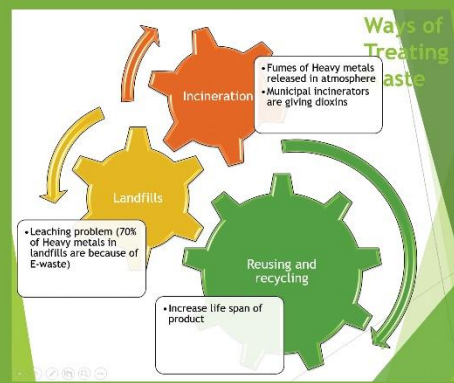 Ways of
Treating
aste
Incineration
•Fumes of Heavy metals
released in atmosphere
•Municipal incinerators
are giving dioxins
Landfills
•Leaching problem (70%
of Heavy metals in
landfills are because of
E-waste)
Reusing and
recycling
•Increase life span of
product